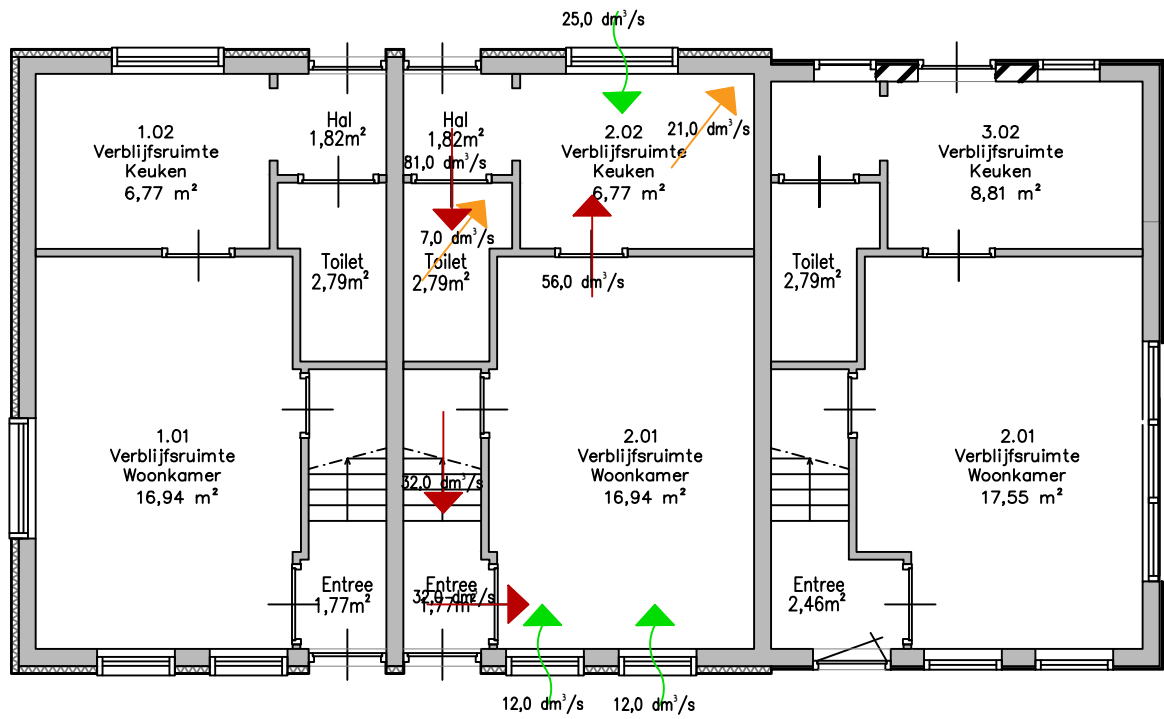 25,0 dm³/s
1.02
Verblijfsruimte
Keuken
6,77 m²
Hal
1,82m²
Hal
1,82m²
81,0 dm³/s
2.02
Verblijfsruimte
Keuken
6,77 m²
21,0 dm³/s
3.02
Verblijfsruimte
Keuken
8,81 m²
Toilet
2,79m²
7,0 dm³/s
Toilet
2,79m²
56,0 dm³/s
Toilet
2,79m²
1.01
Verblijfsruimte
Woonkamer
16,94 m²
32,0 dm³/s
2.01
Verblijfsruimte
Woonkamer
16,94 m²
2.01
Verblijfsruimte
Woonkamer
17,55 m²
Entree
1,77m²
Entree
32,0 dm³/s
1,77m²
Entree
2,46m²
12,0 dm³/s
12,0 dm³/s